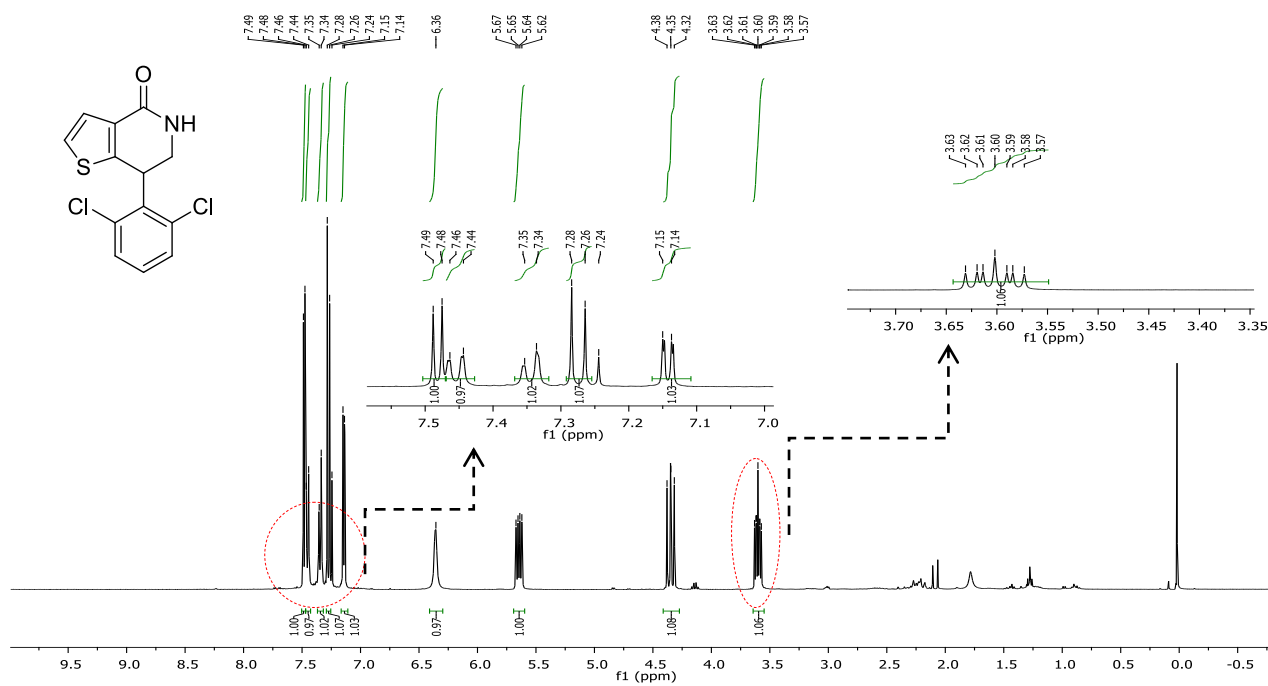 7.49 7.48 7.46 7.44 7.35 7.34 7.28 7.26 7.24 7.15 7.14
6.36
5.67 5.65 5.64 5.62
4.38 4.35 4.32
3.63 3.62 3.61 3.60 3.59 3.58 3.57
O
NH
S
Cl
Cl
3.63 3.62 3.61 3.60 3.59 3.58 3.57
1.06
3.70 3.65 3.60 3.55 3.50 3.45 3.40 3.35
f1 (ppm)
7.49 7.48 7.46 7.44 7.35 7.34 7.28 7.26 7.24 7.15 7.14
1.00 0.97 1.02 1.07 1.03
7.5 7.4 7.3 7.2 7.1 7.0
f1 (ppm)
1.00 0.97 1.02 1.07 1.03 0.97 1.00 1.08 1.06
9.5 9.0 8.5 8.0 7.5 7.0 6.5 6.0 5.5 5.0 4.5 4.0 3.5 3.0 2.5 2.0 1.5 1.0 0.5 0.0 -0.5
f1 (ppm)